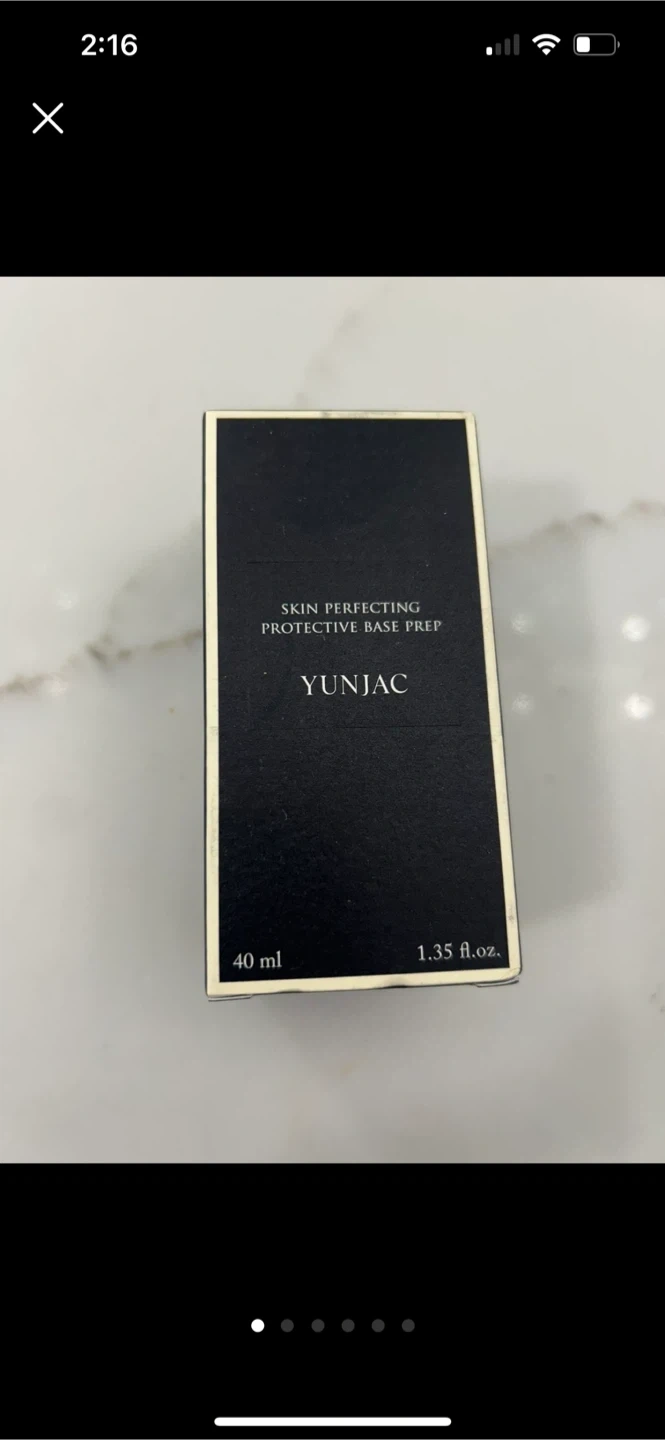 2:16
SKIN PERFECTING
PROTECTIVE BASE PREP
YUNJAC
40 ml
1.35 fl.oz.